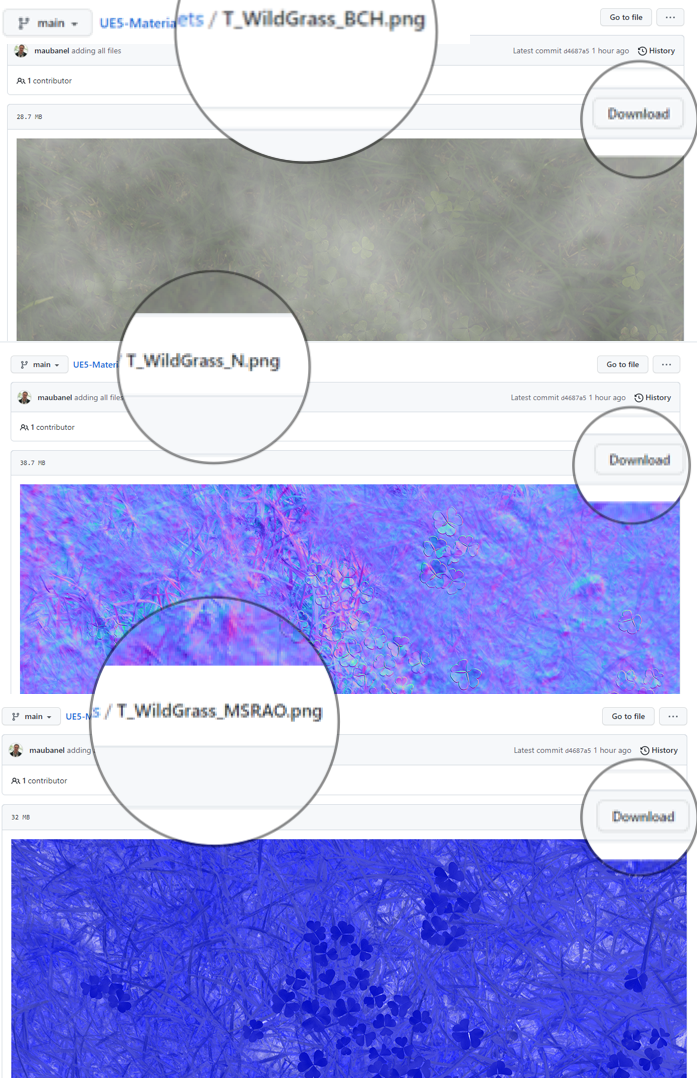 main UE5-Materia ets / T_WildGrass_BCH.png Go to file ...
maubanel adding all files Latest commit d4687a5 1 hour ago History
1 contributor
28.7 MB Download
main UE5-Materi T_WildGrass_N.png Go to file ...
maubanel adding all files Latest commit d4687a5 1 hour ago History
1 contributor
38.7 MB Download
main UE5-M s / T_WildGrass_MSRAO.png Go to file ...
maubanel adding Latest commit d4687a5 1 hour ago History
1 contributor
32 MB Download